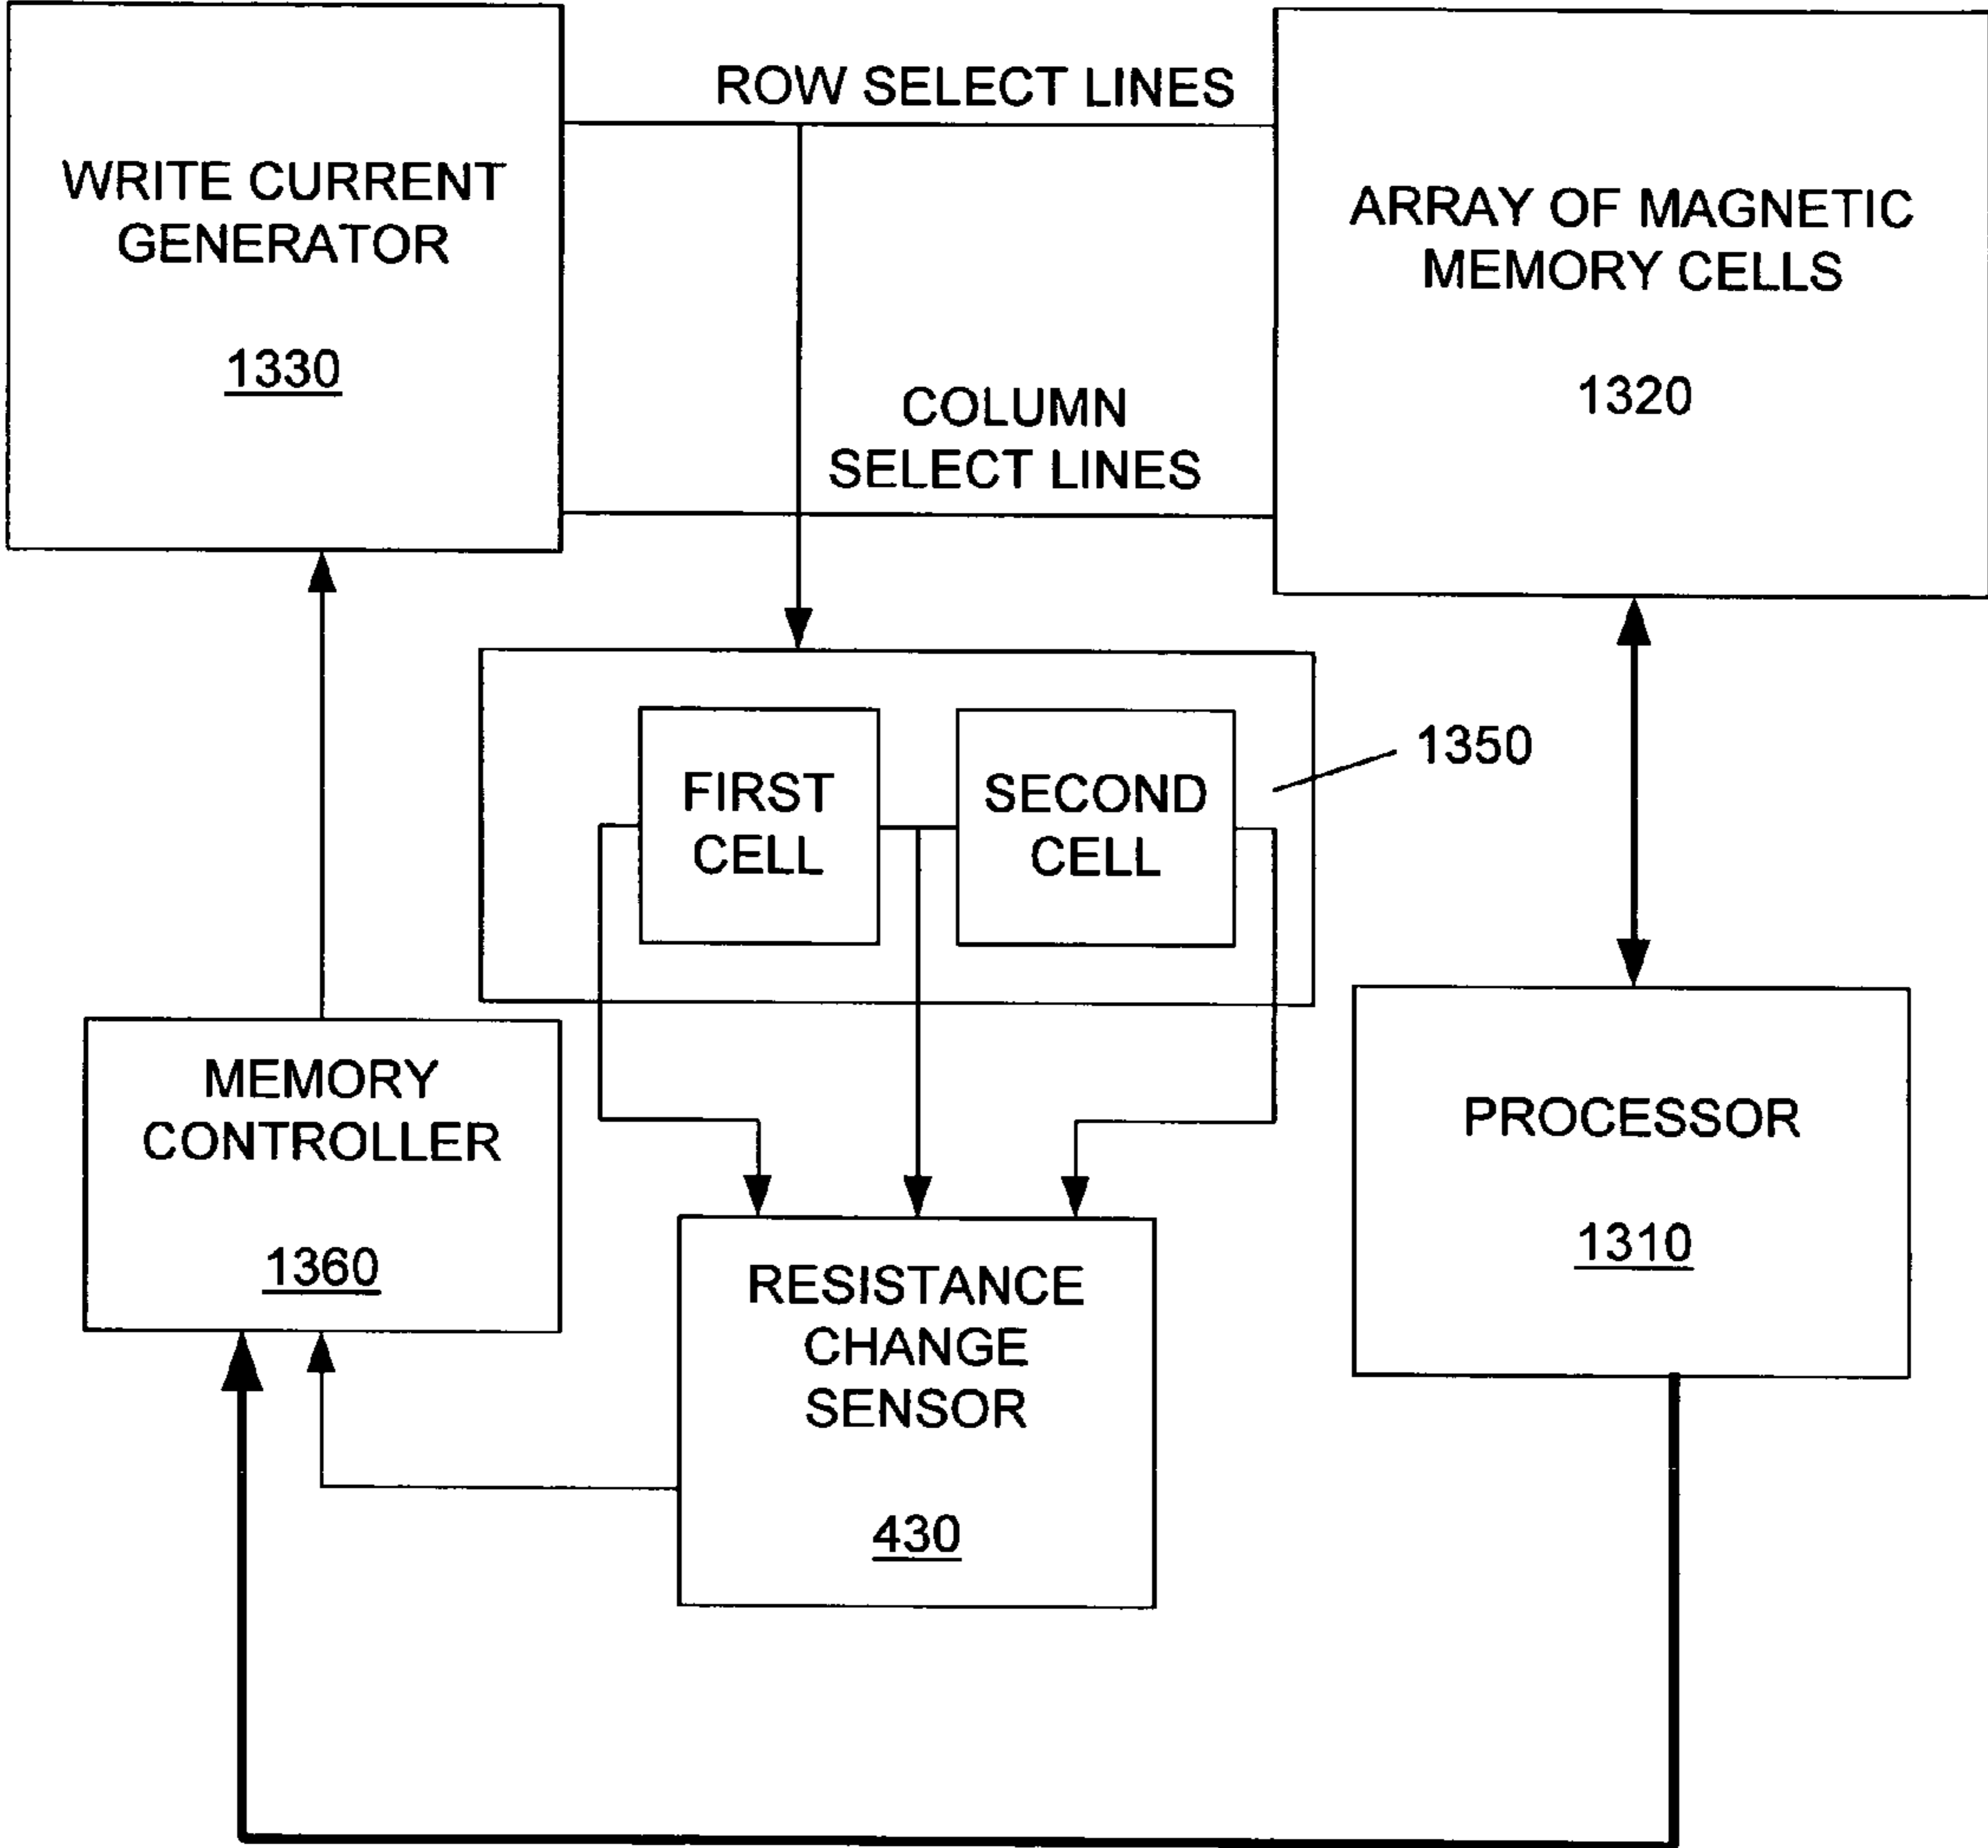 ROW SELECT LINES
WRITE CURRENT
GENERATOR
1330
ARRAY OF MAGNETIC
MEMORY CELLS
1320
COLUMN
SELECT LINES
FIRST
CELL
SECOND
CELL
1350
MEMORY
CONTROLLER
1360
RESISTANCE
CHANGE
SENSOR
430
PROCESSOR
1310